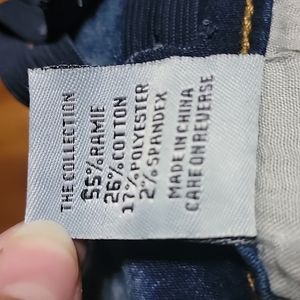 THE COLLECTION
55%RAMIE
26%COTTON
17%POLYESTER
2%SPANDEX
MADE IN CHINA
CARE ON REVERSE